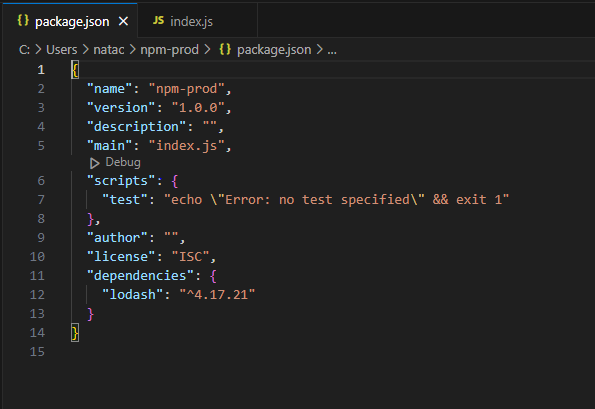 {} package.json ×  JS index.js
C: > Users > natac > npm-prod > {} package.json > ...
1 {
2 "name": "npm-prod",
3 "version": "1.0.0",
4 "description": "",
5 "main": "index.js",
Debug
6 "scripts": {
7 "test": "echo \"Error: no test specified\" && exit 1"
8 },
9 "author": "",
10 "license": "ISC",
11 "dependencies": {
12 "lodash": "^4.17.21"
13 }
14 }
15